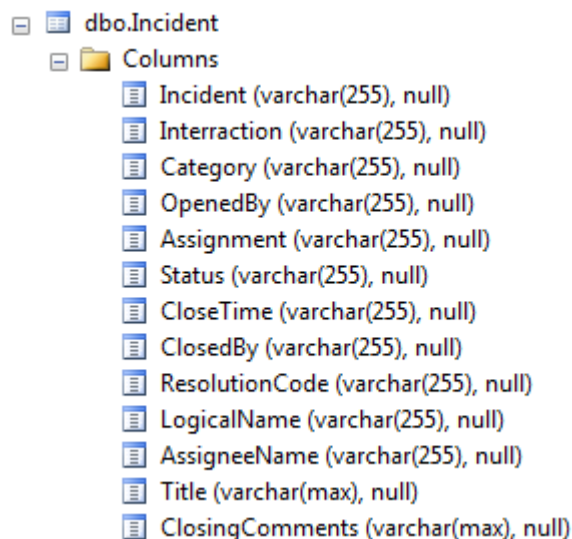 dbo.Incident
Columns
Incident (varchar(255), null)
Interraction (varchar(255), null)
Category (varchar(255), null)
OpenedBy (varchar(255), null)
Assignment (varchar(255), null)
Status (varchar(255), null)
CloseTime (varchar(255), null)
ClosedBy (varchar(255), null)
ResolutionCode (varchar(255), null)
LogicalName (varchar(255), null)
AssigneeName (varchar(255), null)
Title (varchar(max), null)
ClosingComments (varchar(max), null)